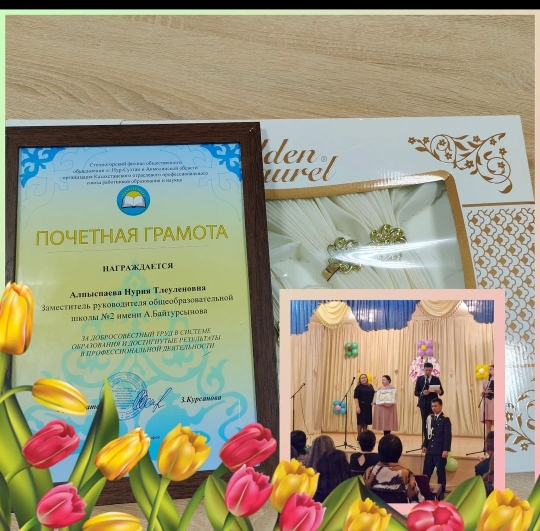 Степногорский филиал общественного
объединения г. Нур-Султан и Акмолинской области
организация Казахстанского отраслевого профессионального
союза работников образования и науки
ПОЧЕТНАЯ ГРАМОТА
НАГРАЖДАЕТСЯ
Алпыспаева Нурия Тлеуленовна
Заместитель руководителя общеобразовательной
школы №2 имени А.Байтурсынова
ЗА ДОБРОСОВЕСТНЫЙ ТРУД В СИСТЕМЕ
ОБРАЗОВАНИЯ И ДОСТИГНУТЫЕ РЕЗУЛЬТАТЫ
В ПРОФЕССИОНАЛЬНОЙ ДЕЯТЕЛЬНОСТИ
З.Курсанова
lden
aurel®